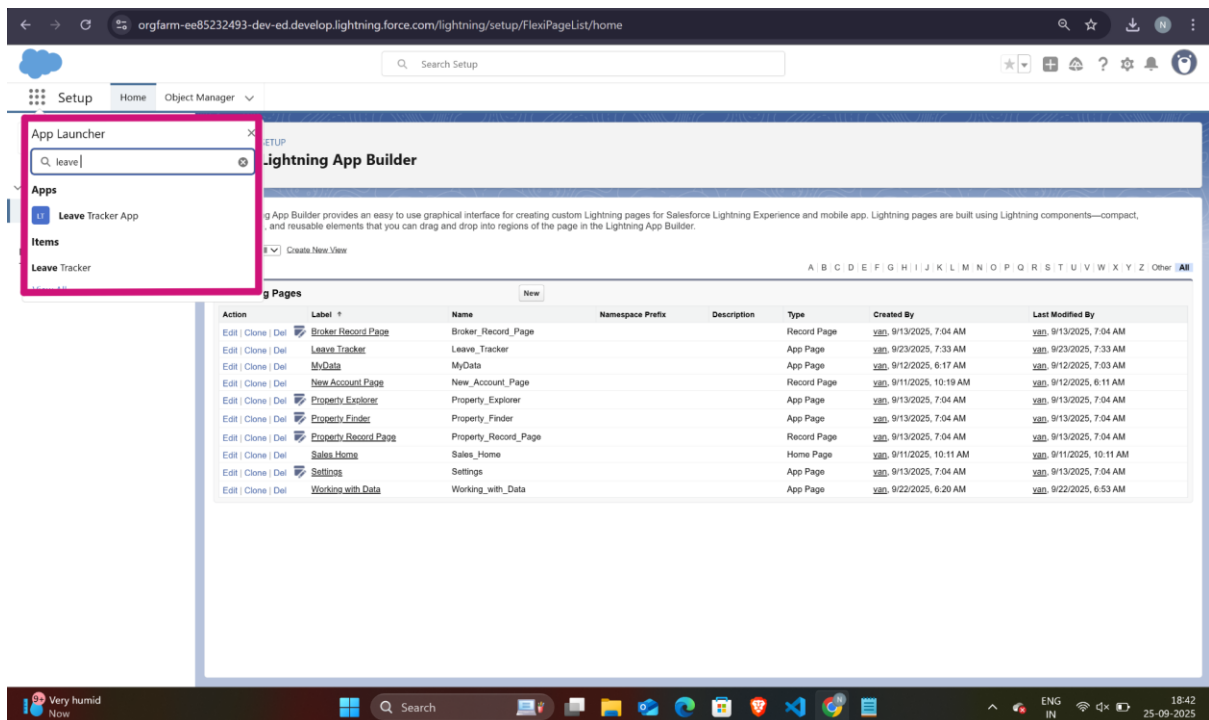 orgfarm-ee85232493-dev-ed.develop.lightning.force.com/lightning/setup/FlexiPageList/home
N
Search Setup
Setup Home Object Manager
App Launcher
leave
Apps
LT Leave Tracker App
Items
Leave Tracker
SETUP
Lightning App Builder
g App Builder provides an easy to use graphical interface for creating custom Lightning pages for Salesforce Lightning Experience and mobile app. Lightning pages are built using Lightning components—compact,
, and reusable elements that you can drag and drop into regions of the page in the Lightning App Builder.
Create New View
A B C D E F G H I J K L M N O P Q R S T U V W X Y Z Other All
g Pages New
Action Label Name Namespace Prefix Description Type Created By Last Modified By
Edit | Clone | Del Broker Record Page Broker_Record_Page Record Page van, 9/13/2025, 7:04 AM van, 9/13/2025, 7:04 AM
Edit | Clone | Del Leave Tracker Leave_Tracker App Page van, 9/23/2025, 7:33 AM van, 9/23/2025, 7:33 AM
Edit | Clone | Del MyData MyData App Page van, 9/12/2025, 6:17 AM van, 9/12/2025, 7:03 AM
Edit | Clone | Del New Account Page New_Account_Page Record Page van, 9/11/2025, 10:19 AM van, 9/12/2025, 6:11 AM
Edit | Clone | Del Property Explorer Property_Explorer App Page van, 9/13/2025, 7:04 AM van, 9/13/2025, 7:04 AM
Edit | Clone | Del Property Finder Property_Finder App Page van, 9/13/2025, 7:04 AM van, 9/13/2025, 7:04 AM
Edit | Clone | Del Property Record Page Property_Record_Page Record Page van, 9/13/2025, 7:04 AM van, 9/13/2025, 7:04 AM
Edit | Clone | Del Sales Home Sales_Home Home Page van, 9/11/2025, 10:11 AM van, 9/11/2025, 10:11 AM
Edit | Clone | Del Settings Settings App Page van, 9/13/2025, 7:04 AM van, 9/13/2025, 7:04 AM
Edit | Clone | Del Working with Data Working_with_Data App Page van, 9/22/2025, 6:20 AM van, 9/22/2025, 6:53 AM
9+ Very humid
Now
Search
ENG
IN
18:42
25-09-2025